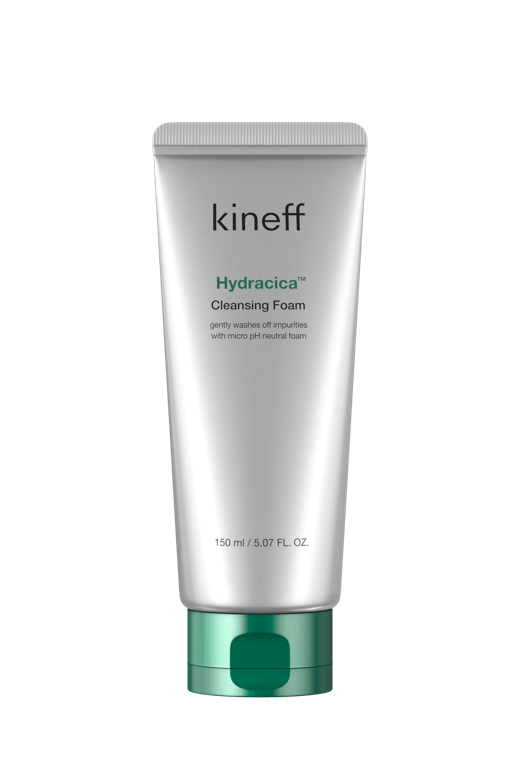 kineff
Hydracica™
Cleansing Foam
gently washes off impurities
with micro pH neutral foam
150 ml / 5.07 FL. OZ.